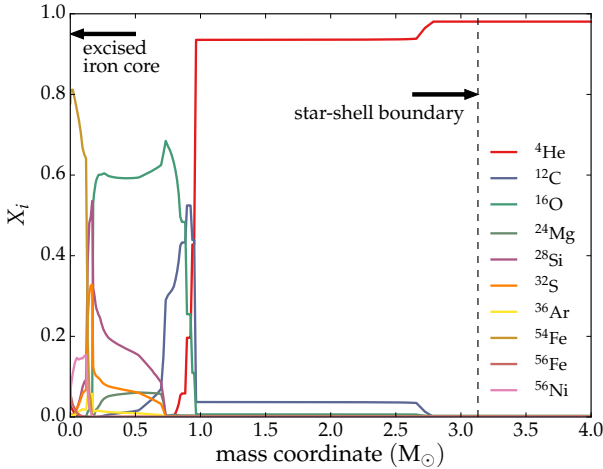 1.0
0.8
0.6
0.4
0.2
0.0
X_i
excised
iron core
star-shell boundary
⁴He
¹²C
¹⁶O
²⁴Mg
²⁸Si
³²S
³⁶Ar
⁵⁴Fe
⁵⁶Fe
⁵⁶Ni
0.0 0.5 1.0 1.5 2.0 2.5 3.0 3.5 4.0
mass coordinate (M☉)